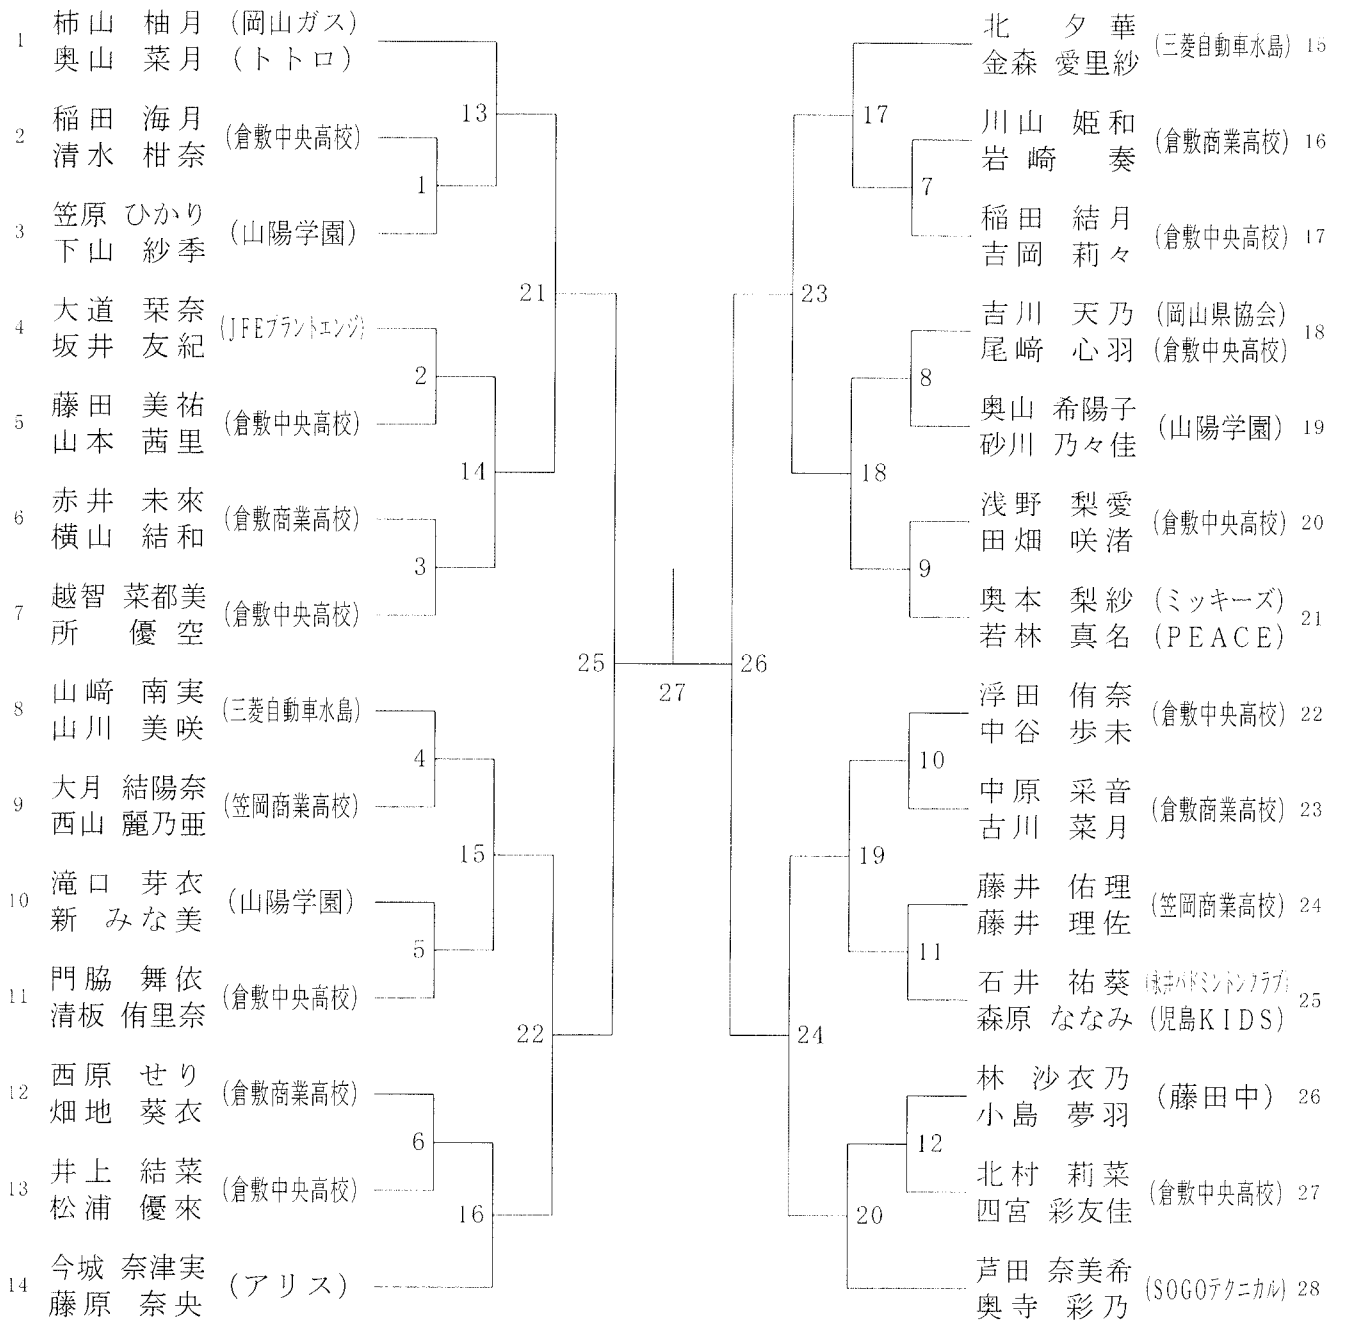 1 柿山 柚月 (岡山ガス)
奥山 菜月 (トトロ)
2 稲田 海月 (倉敷中央高校)
清水 柑奈
3 笠原 ひかり (山陽学園)
下山 紗季
4 大道 栞奈 (JFEプラントエンジ)
坂井 友紀
5 藤田 美祐 (倉敷中央高校)
山本 茜里
6 赤井 未來 (倉敷商業高校)
横山 結和
7 越智 菜都美 (倉敷中央高校)
所 優空
8 山﨑 南実 (三菱自動車水島)
山川 美咲
9 大月 結陽奈 (笠岡商業高校)
西山 麗乃亜
10 滝口 芽衣 (山陽学園)
新 みな美
11 門脇 舞依 (倉敷中央高校)
清板 侑里奈
12 西原 せり (倉敷商業高校)
畑地 葵衣
13 井上 結菜 (倉敷中央高校)
松浦 優來
14 今城 奈津実 (アリス)
藤原 奈央
13
1
21
2
14
3
25
4
15
5
22
6
16
27
26
17
7
23
8
18
9
10
19
11
24
12
20
北 夕華 (三菱自動車水島) 15
金森 愛里紗
川山 姫和 (倉敷商業高校) 16
岩崎 奏
稲田 結月 (倉敷中央高校) 17
吉岡 莉々
吉川 天乃 (岡山県協会) 18
尾﨑 心羽 (倉敷中央高校)
奥山 希陽子 (山陽学園) 19
砂川 乃々佳
浅野 梨愛 (倉敷中央高校) 20
田畑 咲渚
奥本 梨紗 (ミッキーズ) 21
若林 真名 (PEACE)
浮田 侑奈 (倉敷中央高校) 22
中谷 歩未
中原 采音 (倉敷商業高校) 23
古川 菜月
藤井 佑理 (笠岡商業高校) 24
藤井 理佐
石井 祐葵 バドミントンクラブ 25
森原 ななみ (児島KIDS)
林 沙衣乃 (藤田中) 26
小島 夢羽
北村 莉菜 (倉敷中央高校) 27
四宮 彩友佳
芦田 奈美希 (SOGOテクニカル) 28
奥寺 彩乃